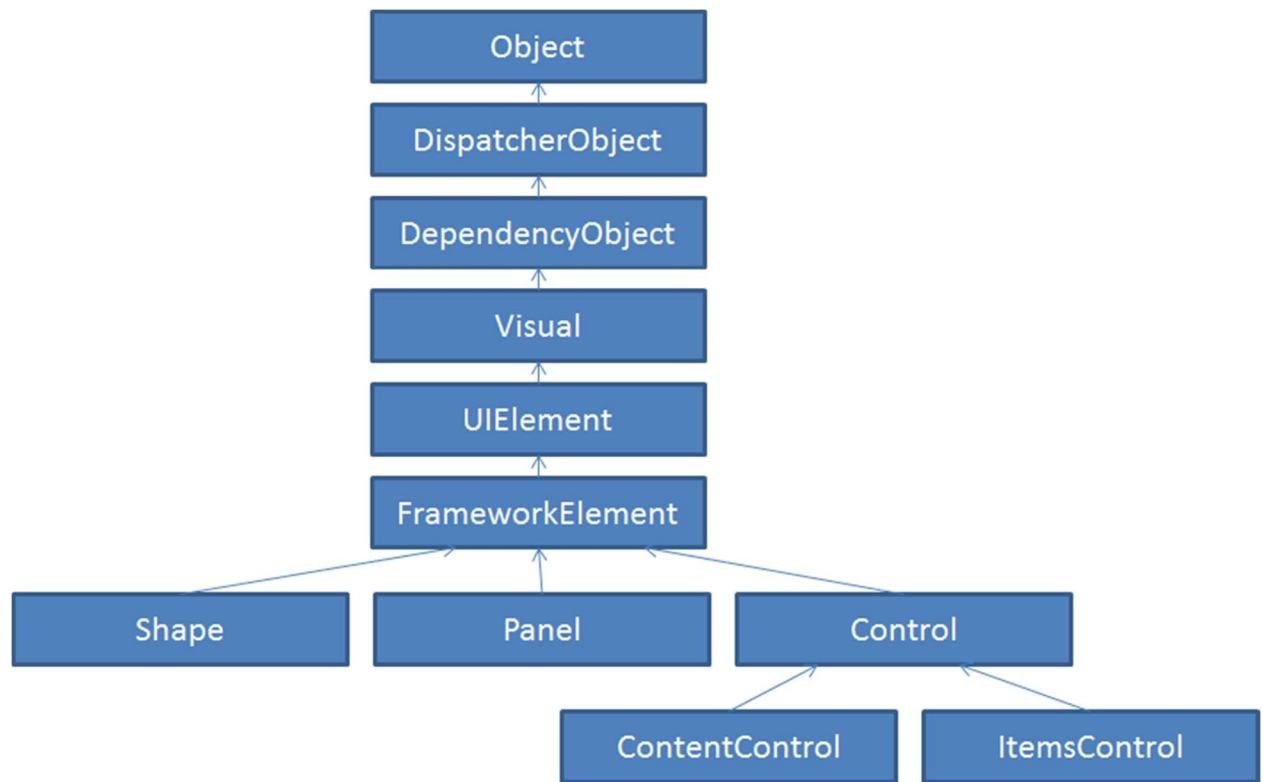 Object
DispatcherObject
DependencyObject
Visual
UIElement
FrameworkElement
Shape
Panel
Control
ContentControl
ItemsControl